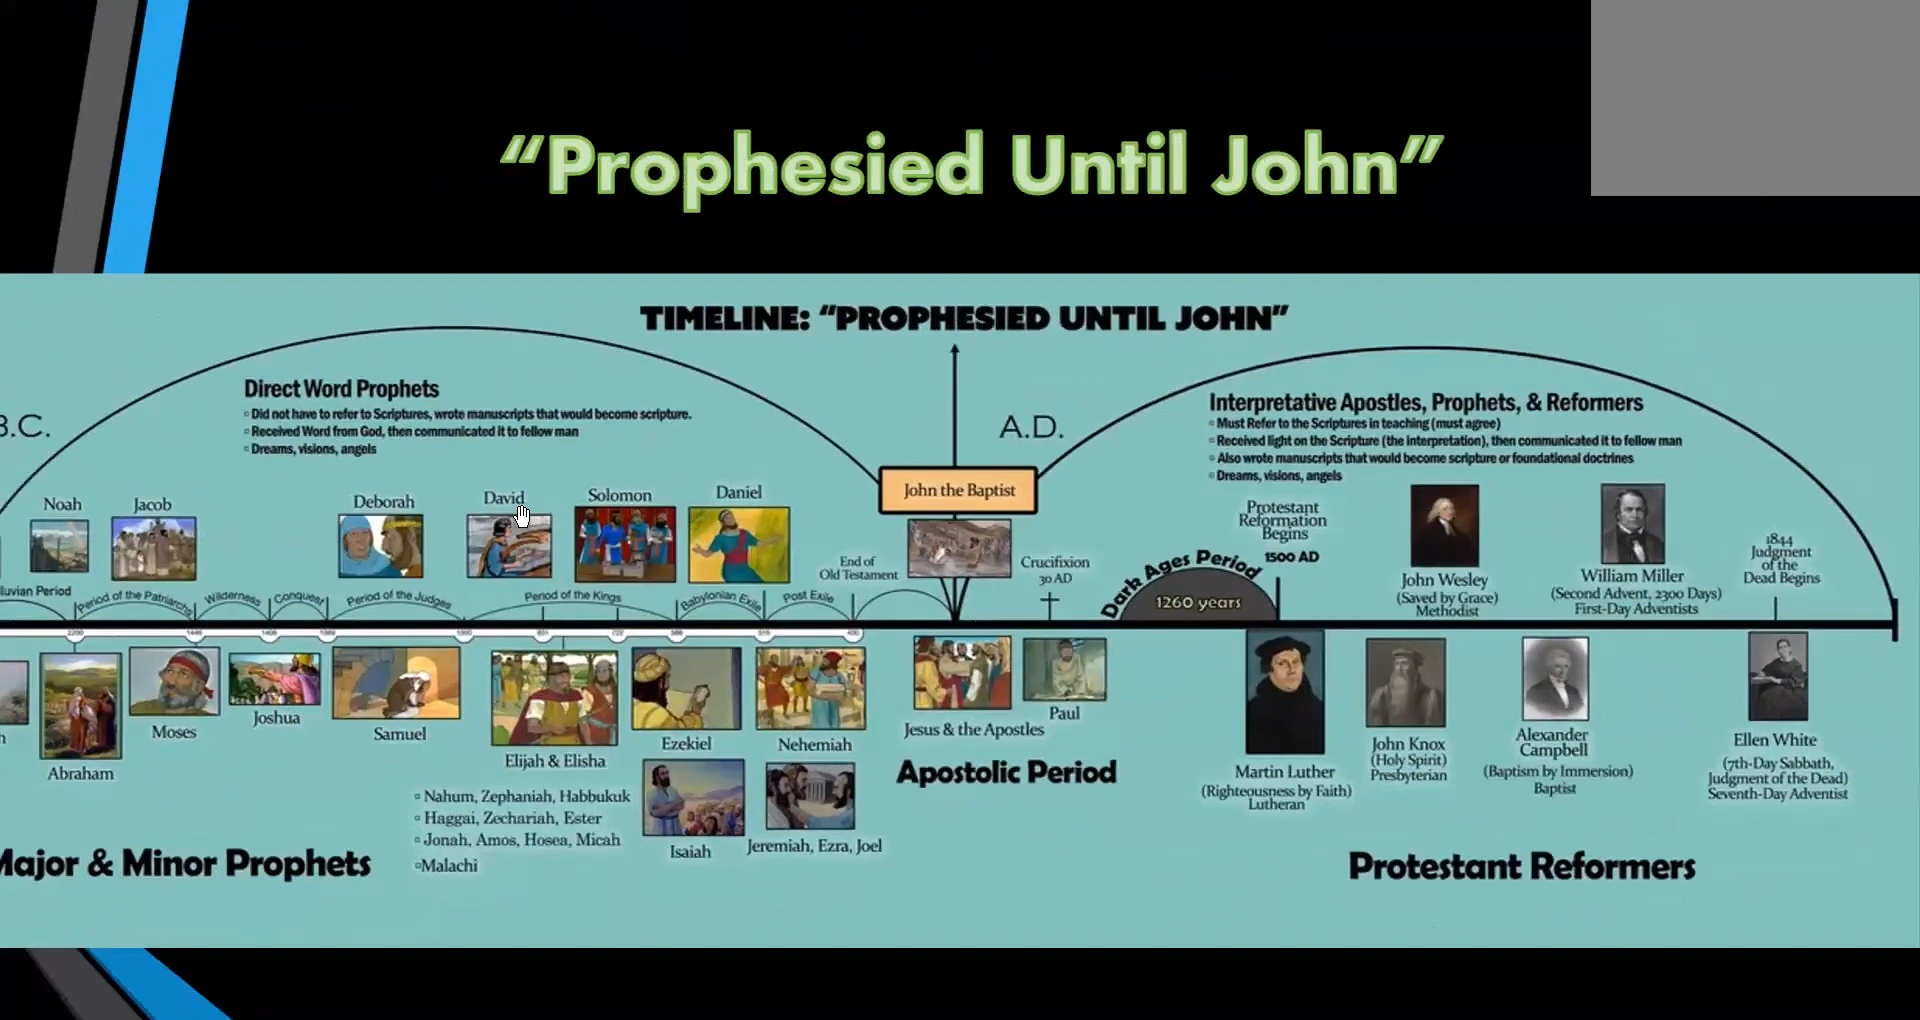 “Prophesied Until John”
TIMELINE: “PROPHESIED UNTIL JOHN”
B.C.
A.D.
Direct Word Prophets
▫ Did not have to refer to Scriptures, wrote manuscripts that would become scripture.
▫ Received Word from God, then communicated it to fellow man
▫ Dreams, visions, angels
Interpretative Apostles, Prophets, & Reformers
▫ Must Refer to the Scriptures in teaching (must agree)
▫ Received light on the Scripture (the interpretation), then communicated it to fellow man
▫ Also wrote manuscripts that would become scripture or foundational doctrines
▫ Dreams, visions, angels
John the Baptist
Noah
Jacob
Deborah
David
Solomon
Daniel
End of
Old Testament
Crucifixion
30 AD
Dark Ages Period
1260 years
Protestant
Reformation
Begins
1500 AD
John Wesley
(Saved by Grace)
Methodist
William Miller
(Second Advent, 2300 Days)
First-Day Adventists
1844
Judgment
of the
Dead Begins
luvian Period
Period of the Patriarchs
Wilderness
Conquest
Period of the Judges
Period of the Kings
Babylonian Exile
Post Exile
h
Abraham
Moses
Joshua
Samuel
Elijah & Elisha
Ezekiel
Nehemiah
Jesus & the Apostles
Paul
Apostolic Period
▫ Nahum, Zephaniah, Habbukuk
▫ Haggai, Zechariah, Ester
▫ Jonah, Amos, Hosea, Micah
▫Malachi
Isaiah
Jeremiah, Ezra, Joel
Major & Minor Prophets
Martin Luther
(Righteousness by Faith)
Lutheran
John Knox
(Holy Spirit)
Presbyterian
Alexander
Campbell
(Baptism by Immersion)
Baptist
Ellen White
(7th-Day Sabbath,
Judgment of the Dead)
Seventh-Day Adventist
Protestant Reformers